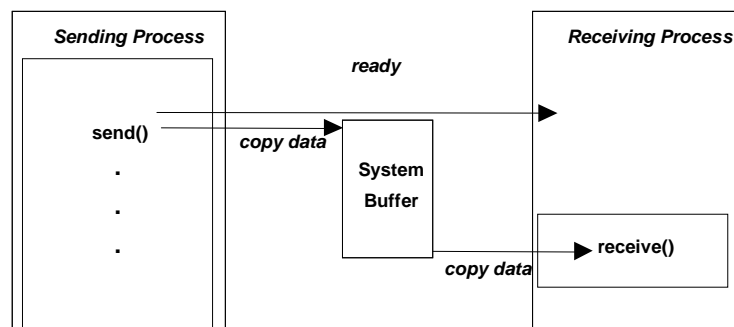 Sending Process
Receiving Process
ready
send()
copy data
System
Buffer
.
.
.
receive()
copy data